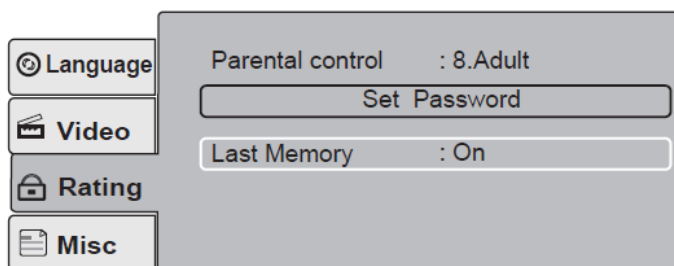 Language
Video
Rating
Misc
Parental control : 8.Adult
Set Password
Last Memory : On